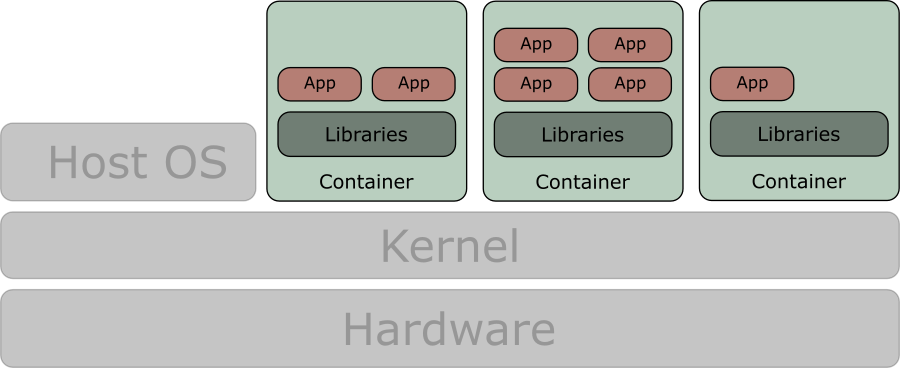 App App
App App App App App
Libraries Libraries Libraries
Host OS
Container Container Container
Kernel
Hardware